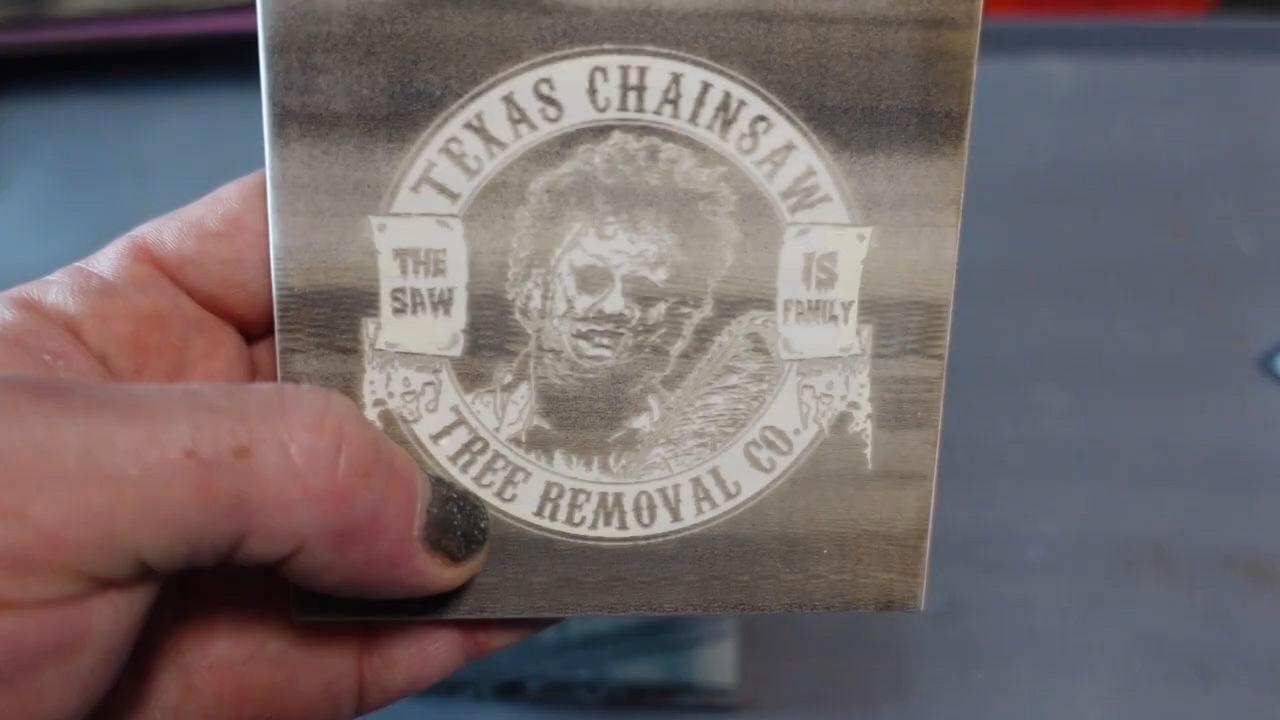 TEXAS CHAINSAW
THE
SAW
IS
FAMILY
TREE REMOVAL CO.